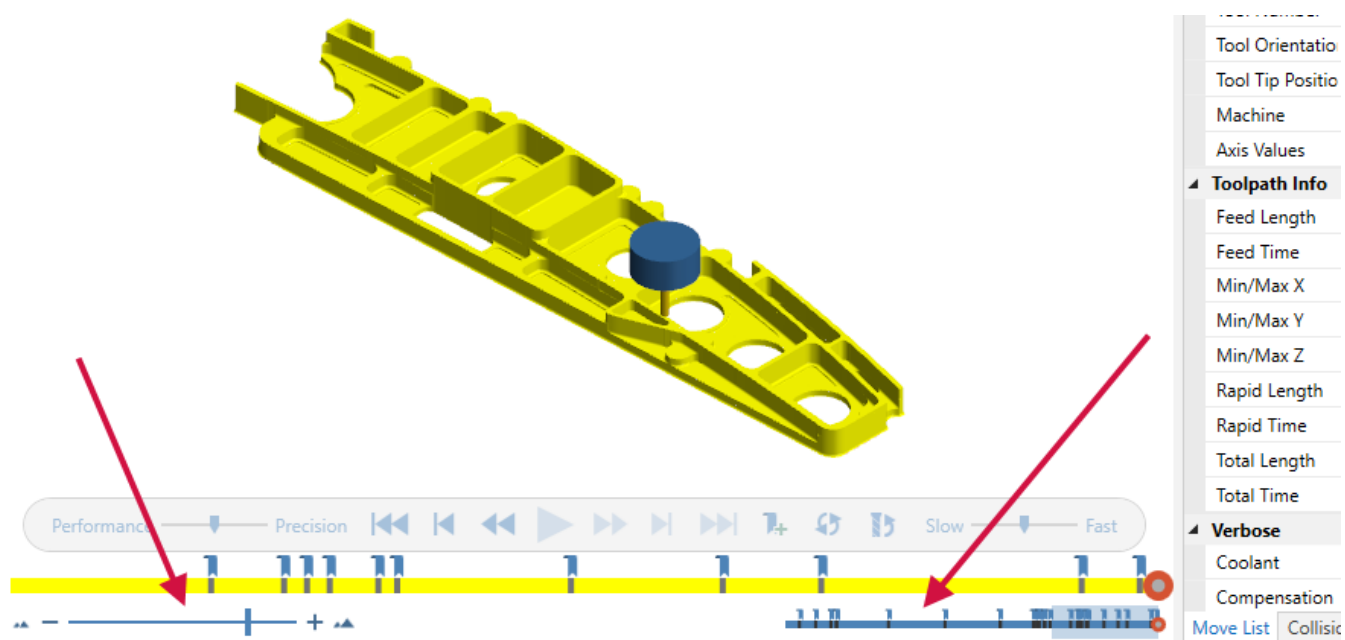 Tool Orientatio
Tool Tip Positio
Machine
Axis Values
Toolpath Info
Feed Length
Feed Time
Min/Max X
Min/Max Y
Min/Max Z
Rapid Length
Rapid Time
Total Length
Total Time
Verbose
Coolant
Compensation
Move List Collisio
Performance Precision Slow Fast